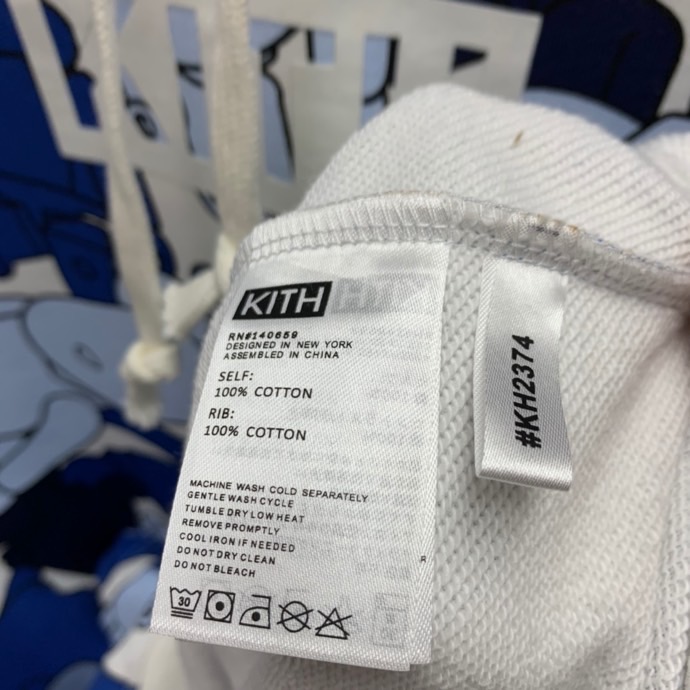 KITH
KITH
RN#140659
DESIGNED IN NEW YORK
ASSEMBLED IN CHINA
SELF:
100% COTTON
RIB:
100% COTTON
MACHINE WASH COLD SEPARATELY
GENTLE WASH CYCLE
TUMBLE DRY LOW HEAT
REMOVE PROMPTLY
COOL IRON IF NEEDED
DO NOT DRY CLEAN
DO NOT BLEACH
30
#KH2374